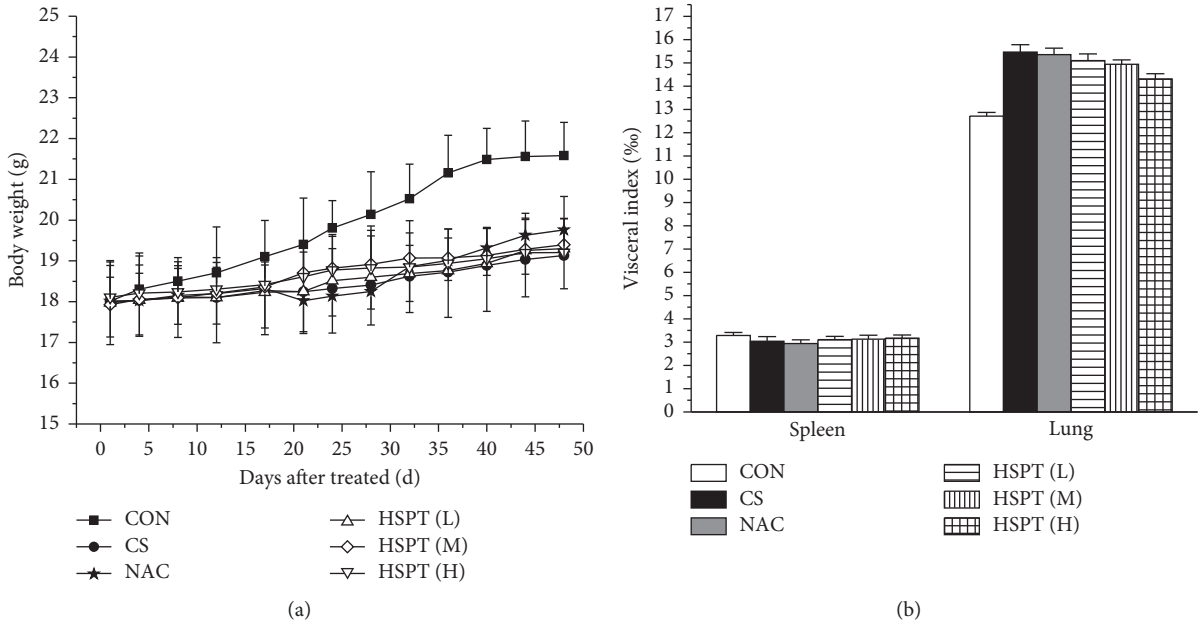 25
24
23
22
21
20
19
18
17
16
15
Body weight (g)
0 5 10 15 20 25 30 35 40 45 50
Days after treated (d)
CON
CS
NAC
HSPT (L)
HSPT (M)
HSPT (H)
(a)
17
16
15
14
13
12
11
10
9
8
7
6
5
4
3
2
1
0
Visceral index (‰)
Spleen Lung
CON
CS
NAC
HSPT (L)
HSPT (M)
HSPT (H)
(b)